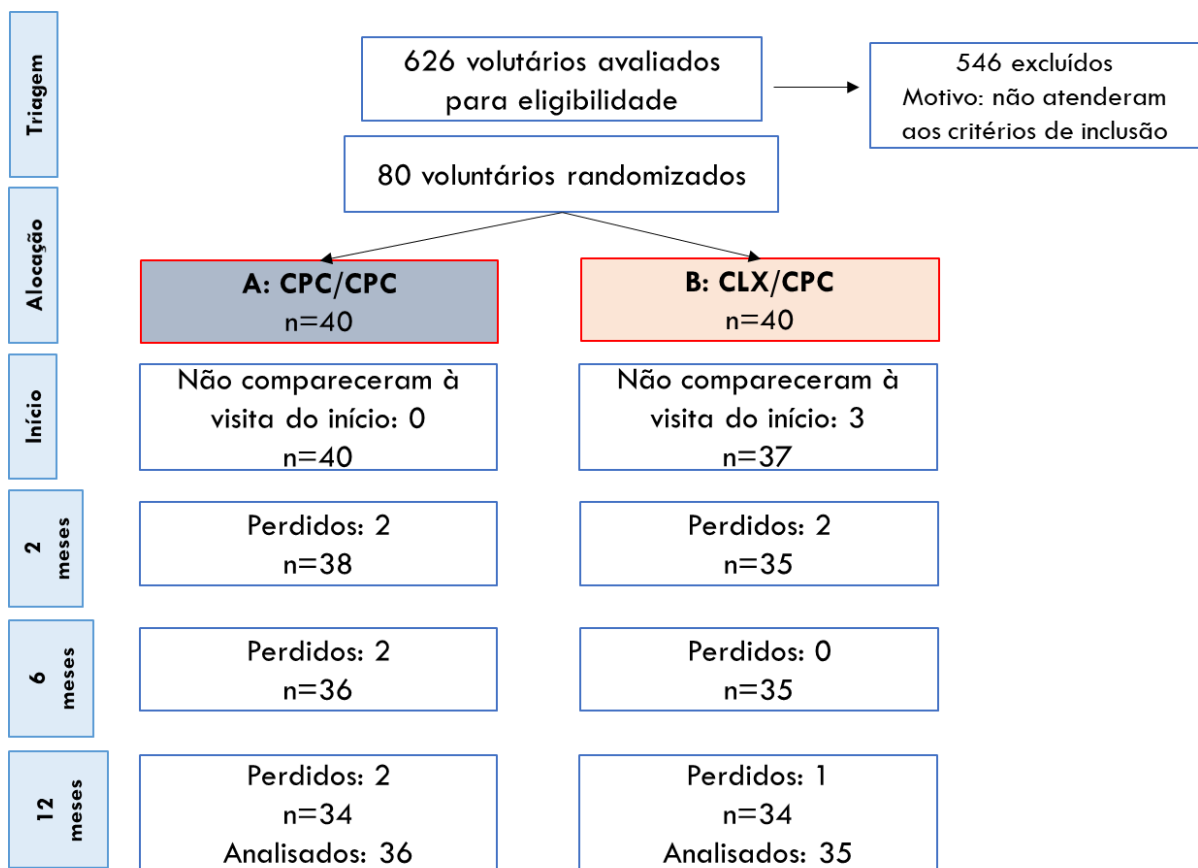 Triagem
626 volutários avaliados
para eligibilidade
546 excluídos
Motivo: não atenderam
aos critérios de inclusão
80 voluntários randomizados
Alocação
A: CPC/CPC
n=40
B: CLX/CPC
n=40
Início
Não compareceram à
visita do início: 0
n=40
Não compareceram à
visita do início: 3
n=37
2
meses
Perdidos: 2
n=38
Perdidos: 2
n=35
6
meses
Perdidos: 2
n=36
Perdidos: 0
n=35
12
meses
Perdidos: 2
n=34
Analisados: 36
Perdidos: 1
n=34
Analisados: 35